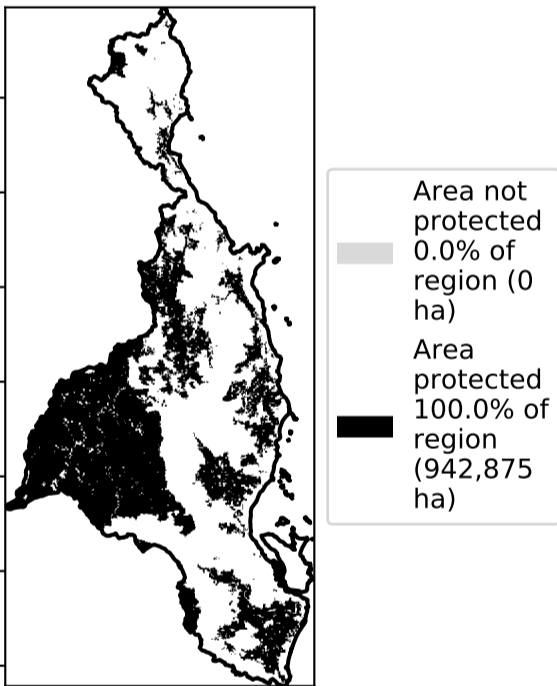 Area not
protected
0.0% of
region (0
ha)
Area
protected
100.0% of
region
(942,875
ha)